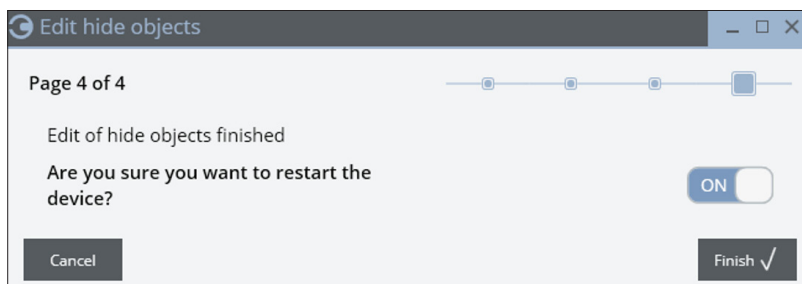 Edit hide objects
Page 4 of 4
Edit of hide objects finished
Are you sure you want to restart the
device?
ON
Cancel
Finish